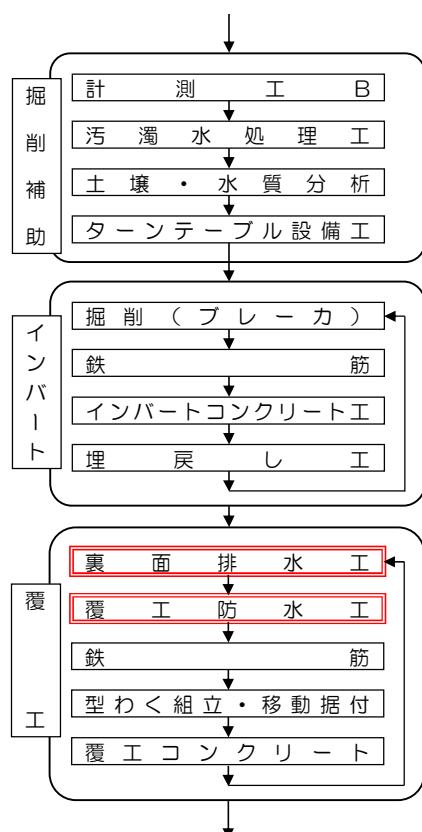 掘削補助
計測工B
汚濁水処理工
土壌・水質分析
ターンテーブル設備工
インバート
掘削（ブレーカ）
鉄筋
インバートコンクリート工
埋戻し工
覆工
裏面排水工
覆工防水工
鉄筋
型わく組立・移動据付
覆工コンクリート